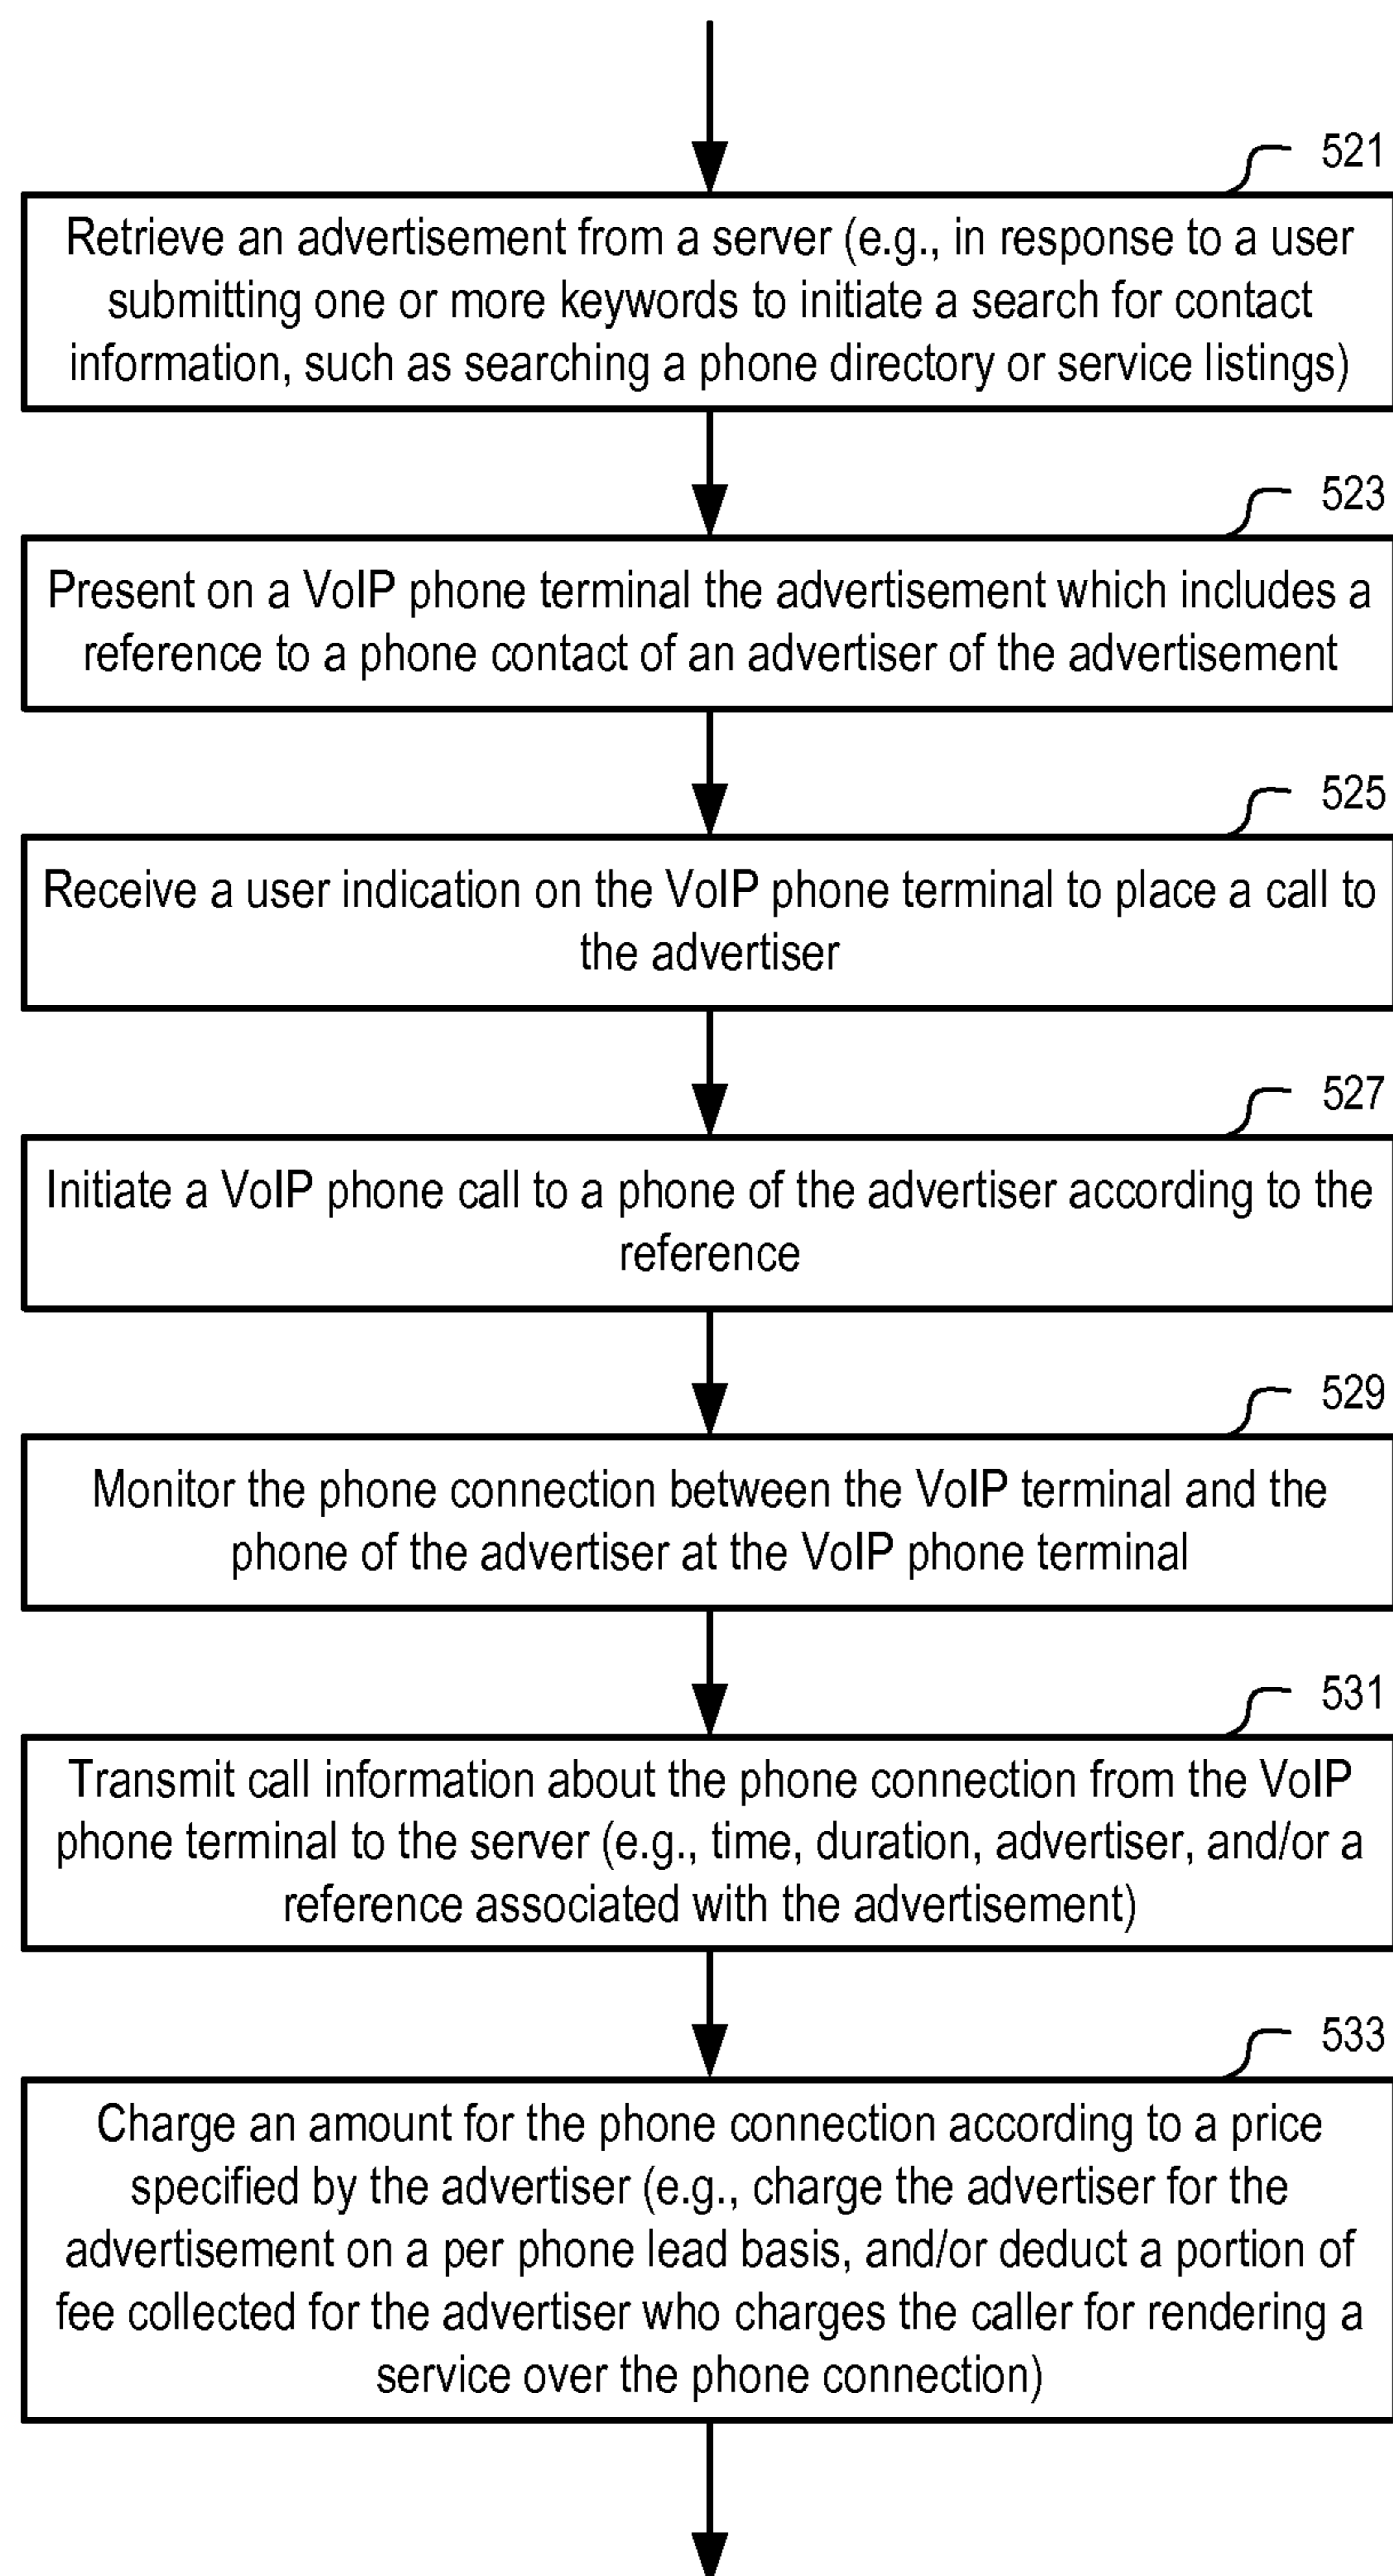 521
Retrieve an advertisement from a server (e.g., in response to a user
submitting one or more keywords to initiate a search for contact
information, such as searching a phone directory or service listings)
523
Present on a VoIP phone terminal the advertisement which includes a
reference to a phone contact of an advertiser of the advertisement
525
Receive a user indication on the VoIP phone terminal to place a call to
the advertiser
527
Initiate a VoIP phone call to a phone of the advertiser according to the
reference
529
Monitor the phone connection between the VoIP terminal and the
phone of the advertiser at the VoIP phone terminal
531
Transmit call information about the phone connection from the VoIP
phone terminal to the server (e.g., time, duration, advertiser, and/or a
reference associated with the advertisement)
533
Charge an amount for the phone connection according to a price
specified by the advertiser (e.g., charge the advertiser for the
advertisement on a per phone lead basis, and/or deduct a portion of
fee collected for the advertiser who charges the caller for rendering a
service over the phone connection)